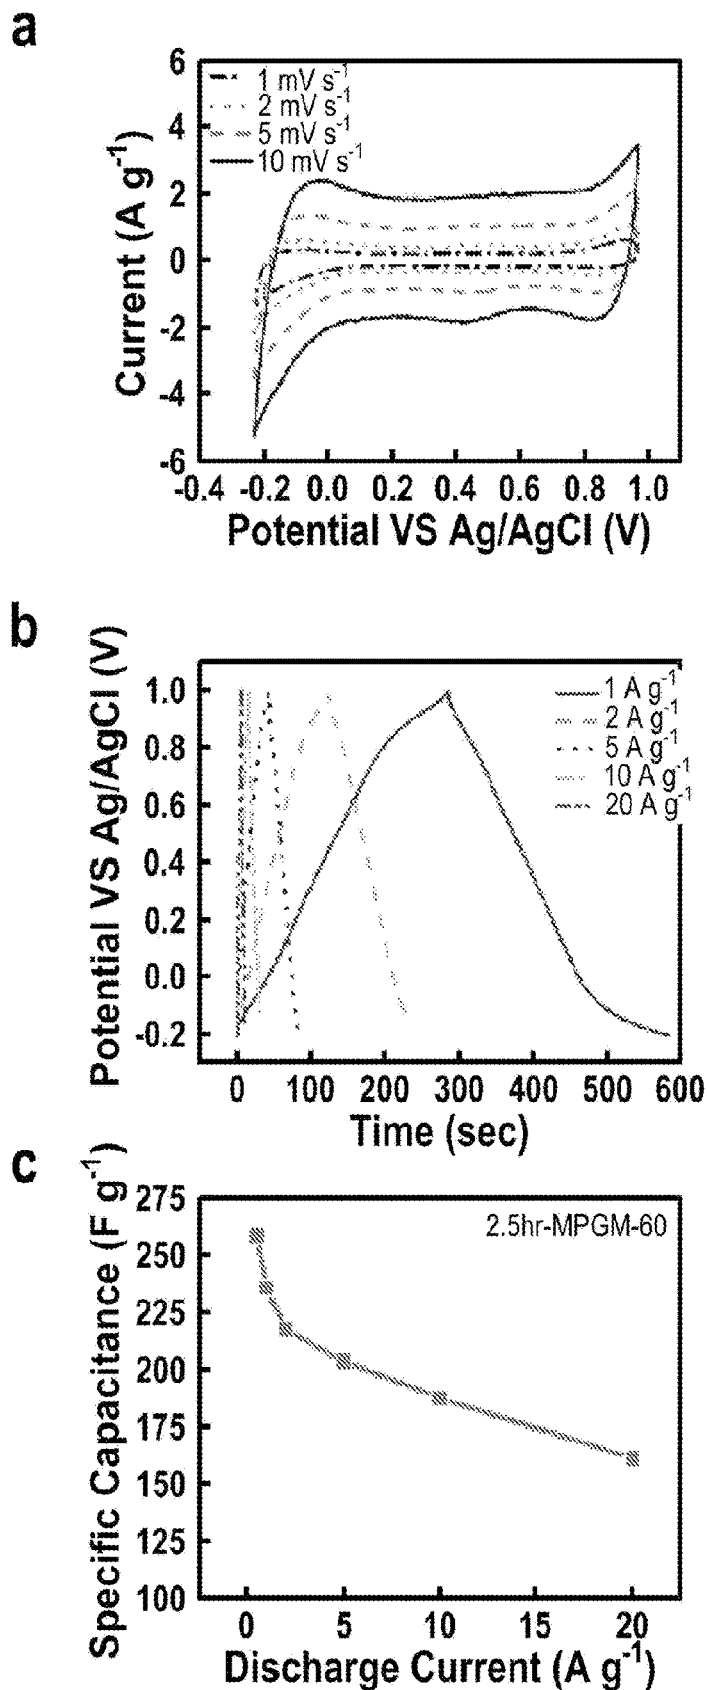 a
6
4
2
0
-2
-4
-6
Current (A g⁻¹)
1 mV s⁻¹
2 mV s⁻¹
5 mV s⁻¹
10 mV s⁻¹
-0.4 -0.2 0.0 0.2 0.4 0.6 0.8 1.0
Potential VS Ag/AgCl (V)
b
1.0
0.8
0.6
0.4
0.2
0.0
-0.2
Potential VS Ag/AgCl (V)
1 A g⁻¹
2 A g⁻¹
5 A g⁻¹
10 A g⁻¹
20 A g⁻¹
0 100 200 300 400 500 600
Time (sec)
c
275
250
225
200
175
150
125
100
Specific Capacitance (F g⁻¹)
2.5hr-MPGM-60
0 5 10 15 20
Discharge Current (A g⁻¹)